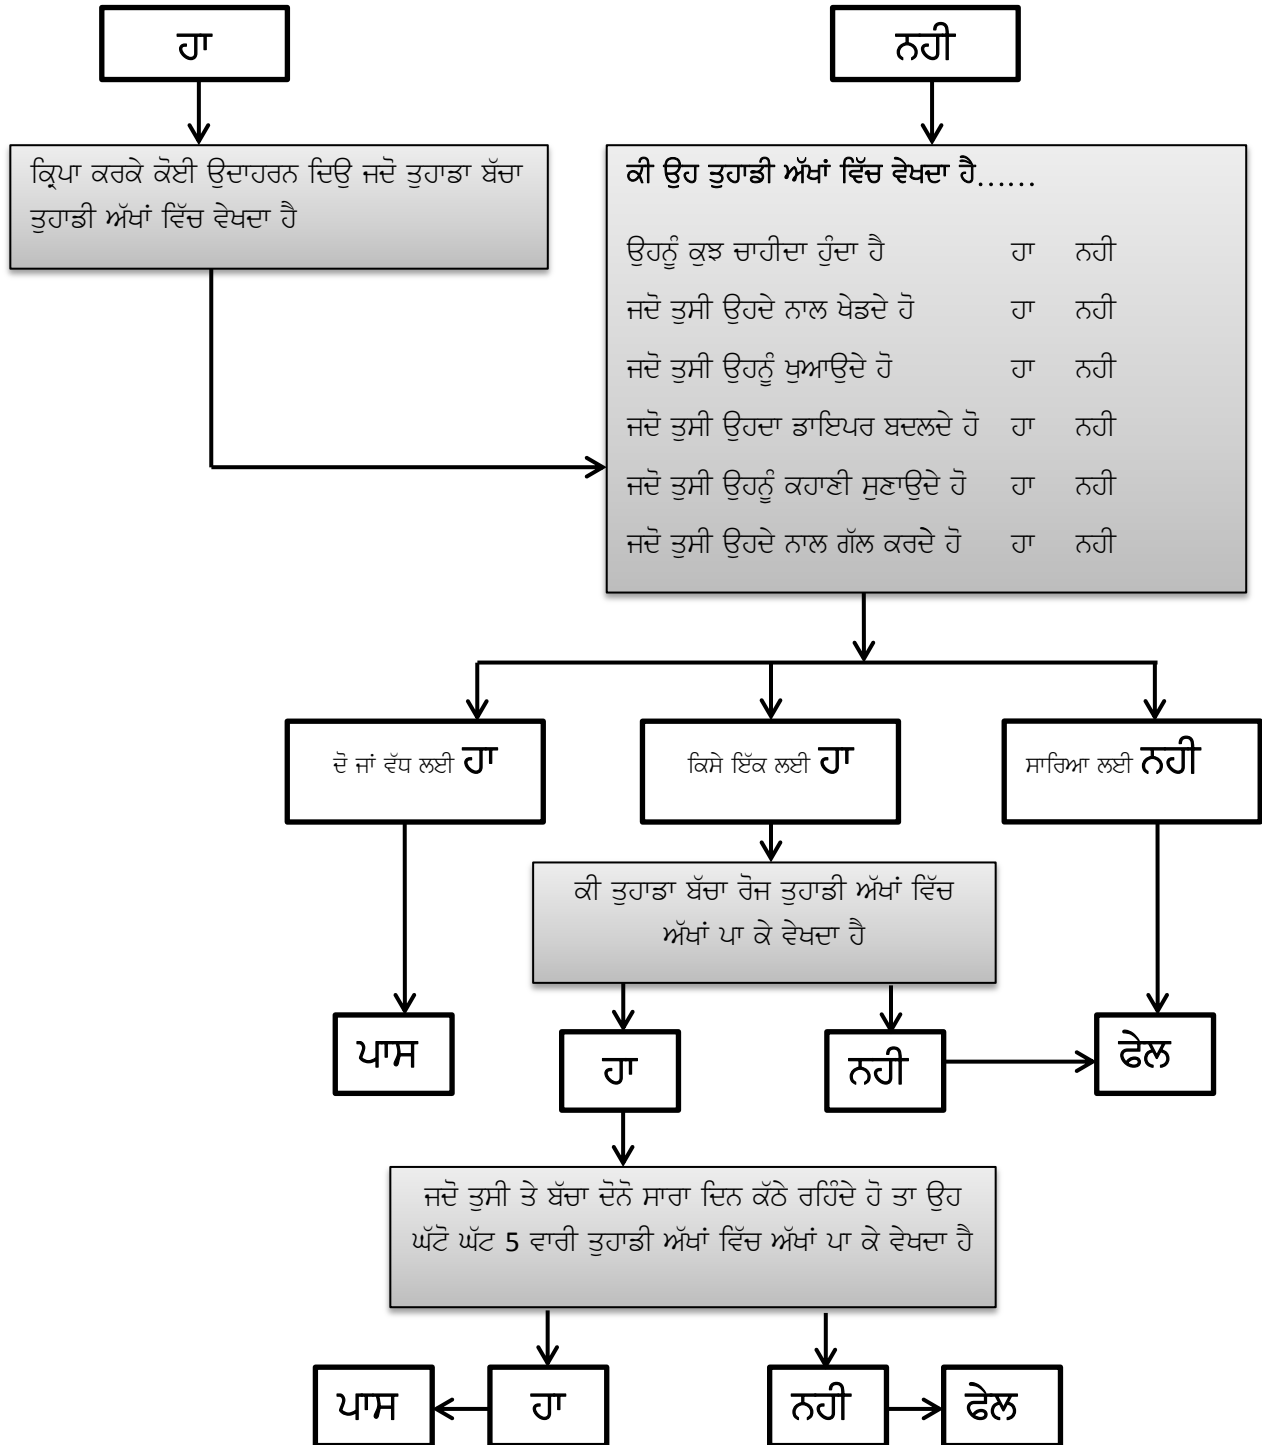 ਹਾ
ਨਹੀ
ਕ੍ਰਿਪਾ ਕਰਕੇ ਕੋਈ ਉਦਾਹਰਨ ਦਿਉ ਜਦੋ ਤੁਹਾਡਾ ਬੱਚਾ
ਤੁਹਾਡੀ ਅੱਖਾਂ ਵਿੱਚ ਵੇਖਦਾ ਹੈ
ਕੀ ਉਹ ਤੁਹਾਡੀ ਅੱਖਾਂ ਵਿੱਚ ਵੇਖਦਾ ਹੈ......
ਉਹਨੂੰ ਕੁਝ ਚਾਹੀਦਾ ਹੁੰਦਾ ਹੈ ਹਾ ਨਹੀ
ਜਦੋ ਤੁਸੀ ਉਹਦੇ ਨਾਲ ਖੇਡਦੇ ਹੋ ਹਾ ਨਹੀ
ਜਦੋ ਤੁਸੀ ਉਹਨੂੰ ਖੁਆਉਦੇ ਹੋ ਹਾ ਨਹੀ
ਜਦੋ ਤੁਸੀ ਉਹਦਾ ਡਾਇਪਰ ਬਦਲਦੇ ਹੋ ਹਾ ਨਹੀ
ਜਦੋ ਤੁਸੀ ਉਹਨੂੰ ਕਹਾਣੀ ਸੁਣਾਉਦੇ ਹੋ ਹਾ ਨਹੀ
ਜਦੋ ਤੁਸੀ ਉਹਦੇ ਨਾਲ ਗੱਲ ਕਰਦੇ ਹੋ ਹਾ ਨਹੀ
ਦੋ ਜਾਂ ਵੱਧ ਲਈ ਹਾ
ਕਿਸੇ ਇੱਕ ਲਈ ਹਾ
ਸਾਰਿਆ ਲਈ ਨਹੀ
ਕੀ ਤੁਹਾਡਾ ਬੱਚਾ ਰੋਜ ਤੁਹਾਡੀ ਅੱਖਾਂ ਵਿੱਚ
ਅੱਖਾਂ ਪਾ ਕੇ ਵੇਖਦਾ ਹੈ
ਪਾਸ
ਹਾ
ਨਹੀ
ਫੇਲ
ਜਦੋ ਤੁਸੀ ਤੇ ਬੱਚਾ ਦੋਨੋ ਸਾਰਾ ਦਿਨ ਕੱਠੇ ਰਹਿੰਦੇ ਹੋ ਤਾ ਉਹ
ਘੱਟੋ ਘੱਟ 5 ਵਾਰੀ ਤੁਹਾਡੀ ਅੱਖਾਂ ਵਿੱਚ ਅੱਖਾਂ ਪਾ ਕੇ ਵੇਖਦਾ ਹੈ
ਪਾਸ
ਹਾ
ਨਹੀ
ਫੇਲ